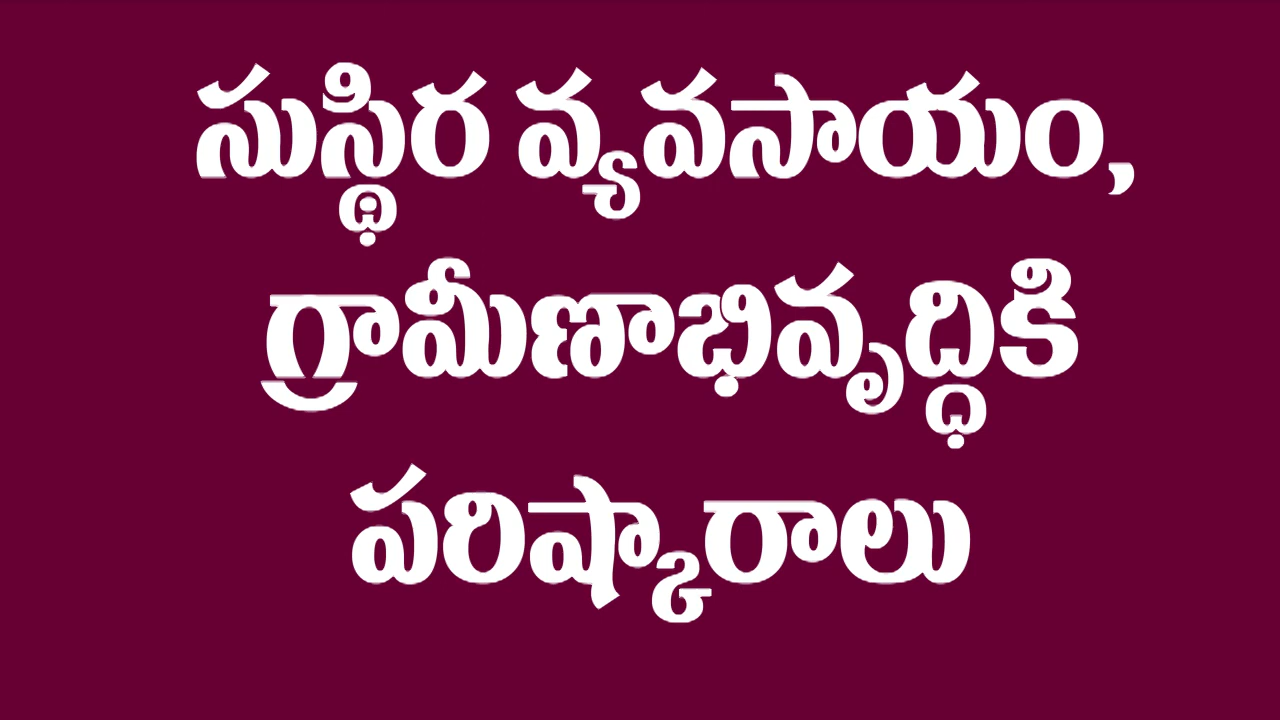 సుస్థిర వ్యవసాయం,
గ్రామీణాభివృద్ధికి
పరిష్కారాలు